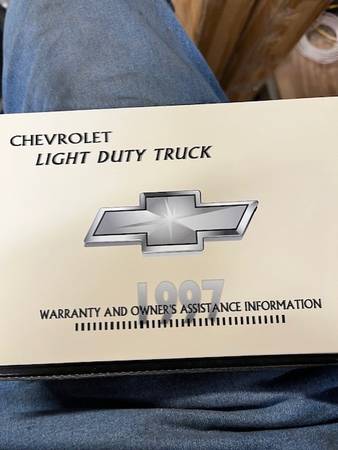 CHEVROLET
LIGHT DUTY TRUCK
1997
WARRANTY AND OWNER'S ASSISTANCE INFORMATION